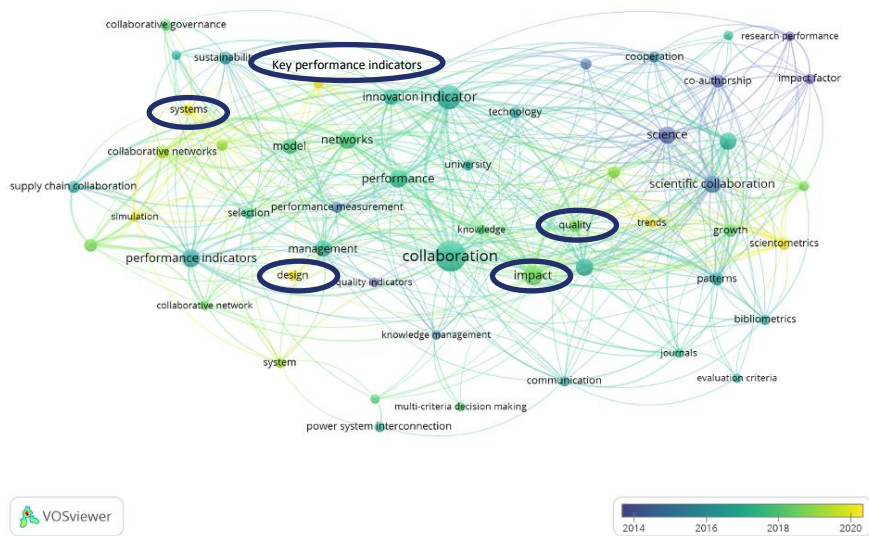 collaborative governance
research performance
sustainability
Key performance indicators
cooperation
co-authorship
impact factor
innovation
indicator
systems
technology
science
model
networks
collaborative networks
university
supply chain collaboration
performance
scientific collaboration
selection
performance measurement
simulation
quality
trends
knowledge
growth
scientometrics
management
performance indicators
collaboration
design
quality indicators
impact
patterns
collaborative network
bibliometrics
knowledge management
system
journals
communication
evaluation criteria
multi-criteria decision making
power system interconnection
VOSviewer
2014 2016 2018 2020